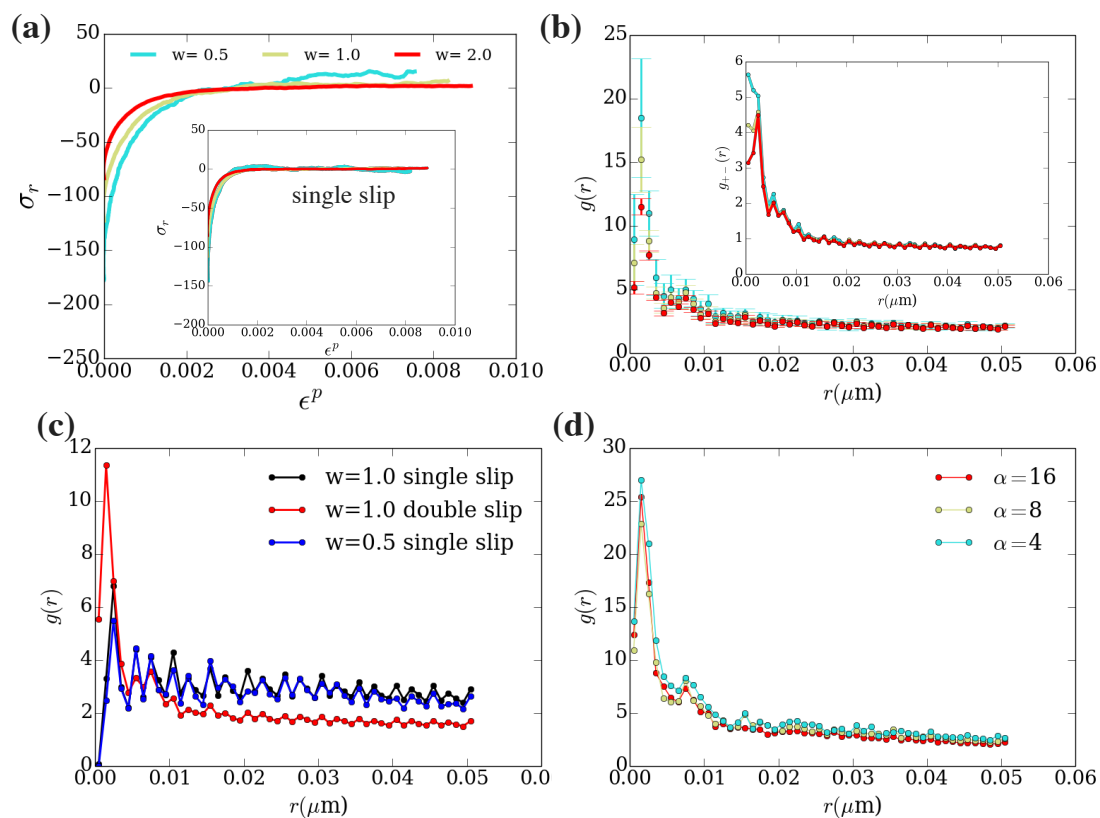 (a)
50
0
−50
−100
−150
−200
−250
σr
w= 0.5 w= 1.0 w= 2.0
50
0
−50
−100
−150
−200
σr
single slip
0.000 0.002 0.004 0.006 0.008 0.010
ϵp
0.000 0.002 0.004 0.006 0.008 0.010
ϵp
(b)
25
20
15
10
5
0
g(r)
6
5
4
3
2
1
0
g+−(r)
0.00 0.01 0.02 0.03 0.04 0.05 0.06
r(μm)
0.00 0.01 0.02 0.03 0.04 0.05 0.06
r(μm)
(c)
12
10
8
6
4
2
0
g(r)
w=1.0 single slip
w=1.0 double slip
w=0.5 single slip
0.00 0.01 0.02 0.03 0.04 0.05 0.0
r(μm)
(d)
30
25
20
15
10
5
0
g(r)
α=16
α=8
α=4
0.00 0.01 0.02 0.03 0.04 0.05 0.06
r(μm)